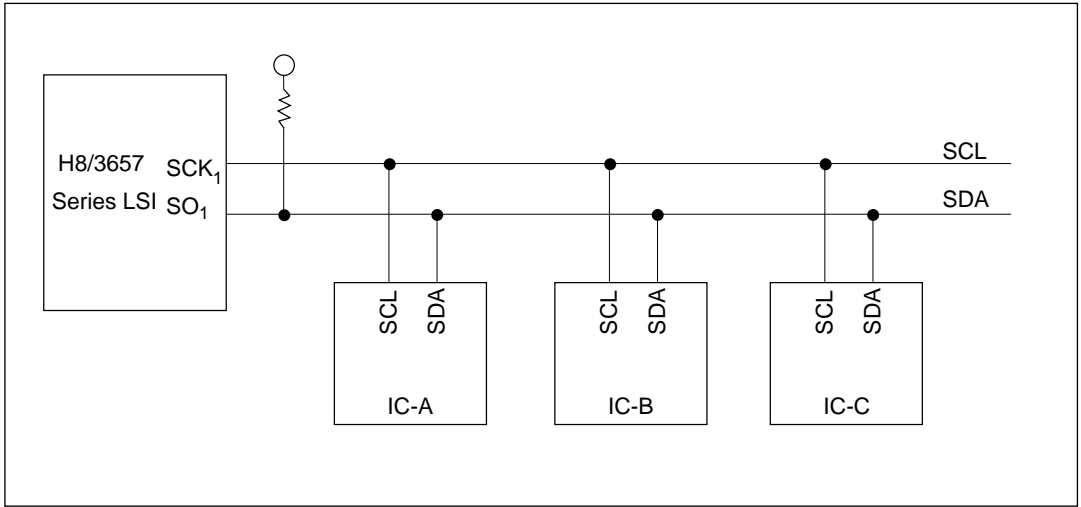 H8/3657
Series LSI
SCK₁
SO₁
SCL
SDA
SCL
SDA
IC-A
SCL
SDA
IC-B
SCL
SDA
IC-C